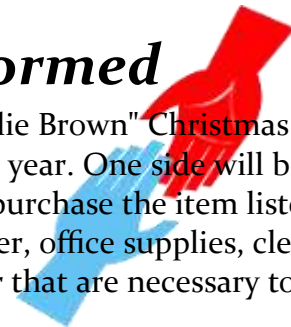 ormed
lie Brown" Christmas
year. One side will b
purchase the item liste
er, office supplies, cle
r that are necessary to